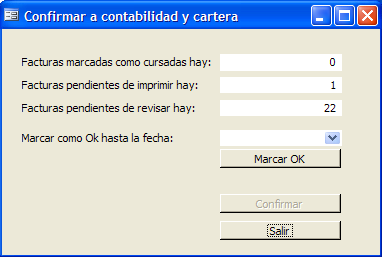 Confirmar a contabilidad y cartera
Facturas marcadas como cursadas hay: 0
Facturas pendientes de imprimir hay: 1
Facturas pendientes de revisar hay: 22
Marcar como Ok hasta la fecha:
Marcar OK
Confirmar
Salir